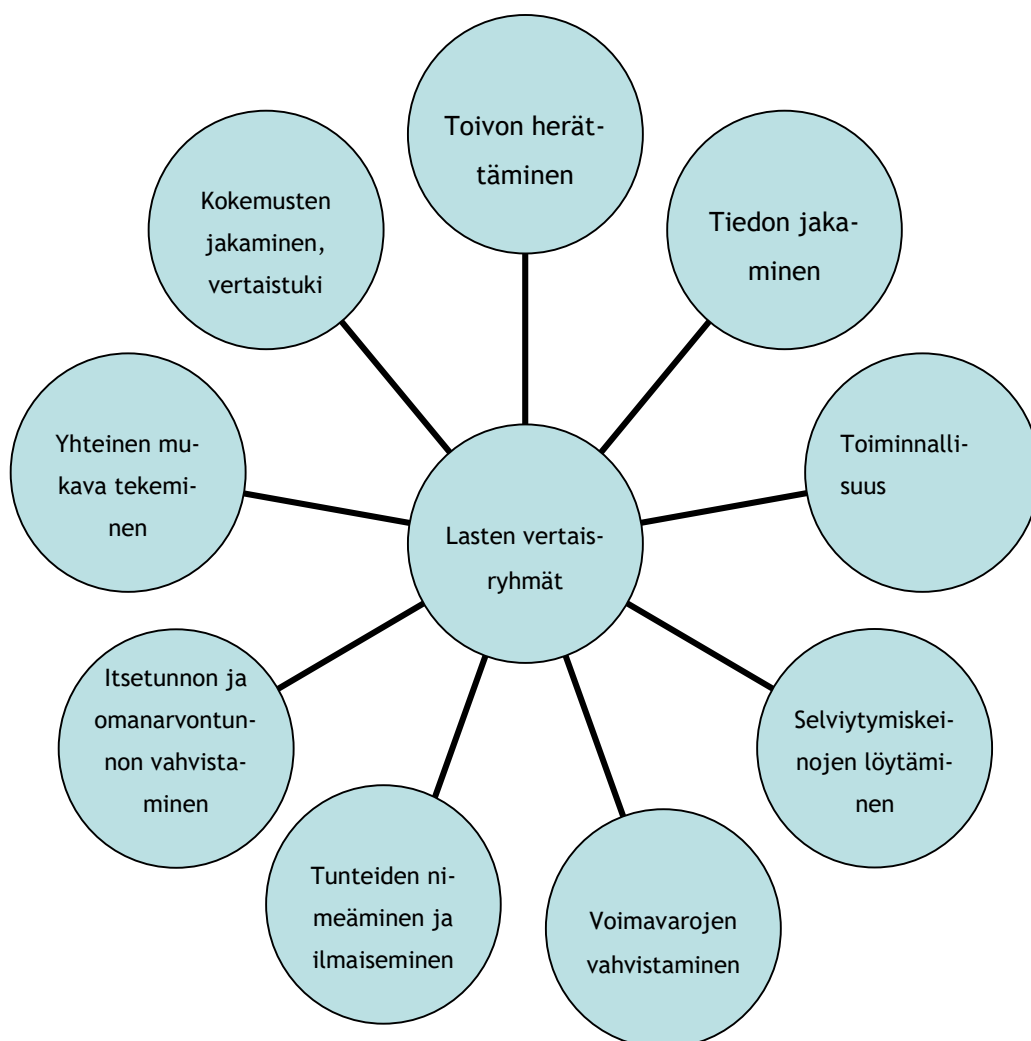 Toivon herät-
täminen
Tiedon jaka-
minen
Toiminnalli-
suus
Selviytymiskei-
nojen löytämi-
nen
Voimavarojen
vahvistaminen
Tunteiden ni-
meäminen ja
ilmaiseminen
Itsetunnon ja
omanarvontun-
non vahvista-
minen
Yhteinen mu-
kava tekemi-
nen
Kokemusten
jakaminen,
vertaistuki
Lasten vertais-
ryhmät